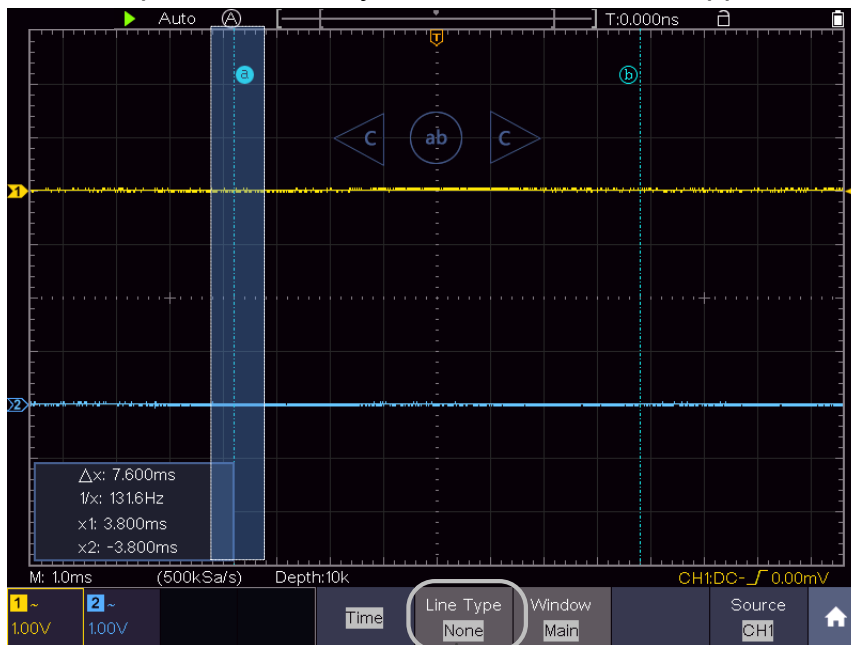 Auto A T:0.000ns
T
a b
C ab C
1
2
△x: 7.600ms
1/x: 131.6Hz
x1: 3.800ms
x2: -3.800ms
M: 1.0ms (500kSa/s) Depth:10k CH1:DC- 0.00mV
1 ~ 2 ~ Line Type Window Source
1.00V 1.00V Time None Main CH1